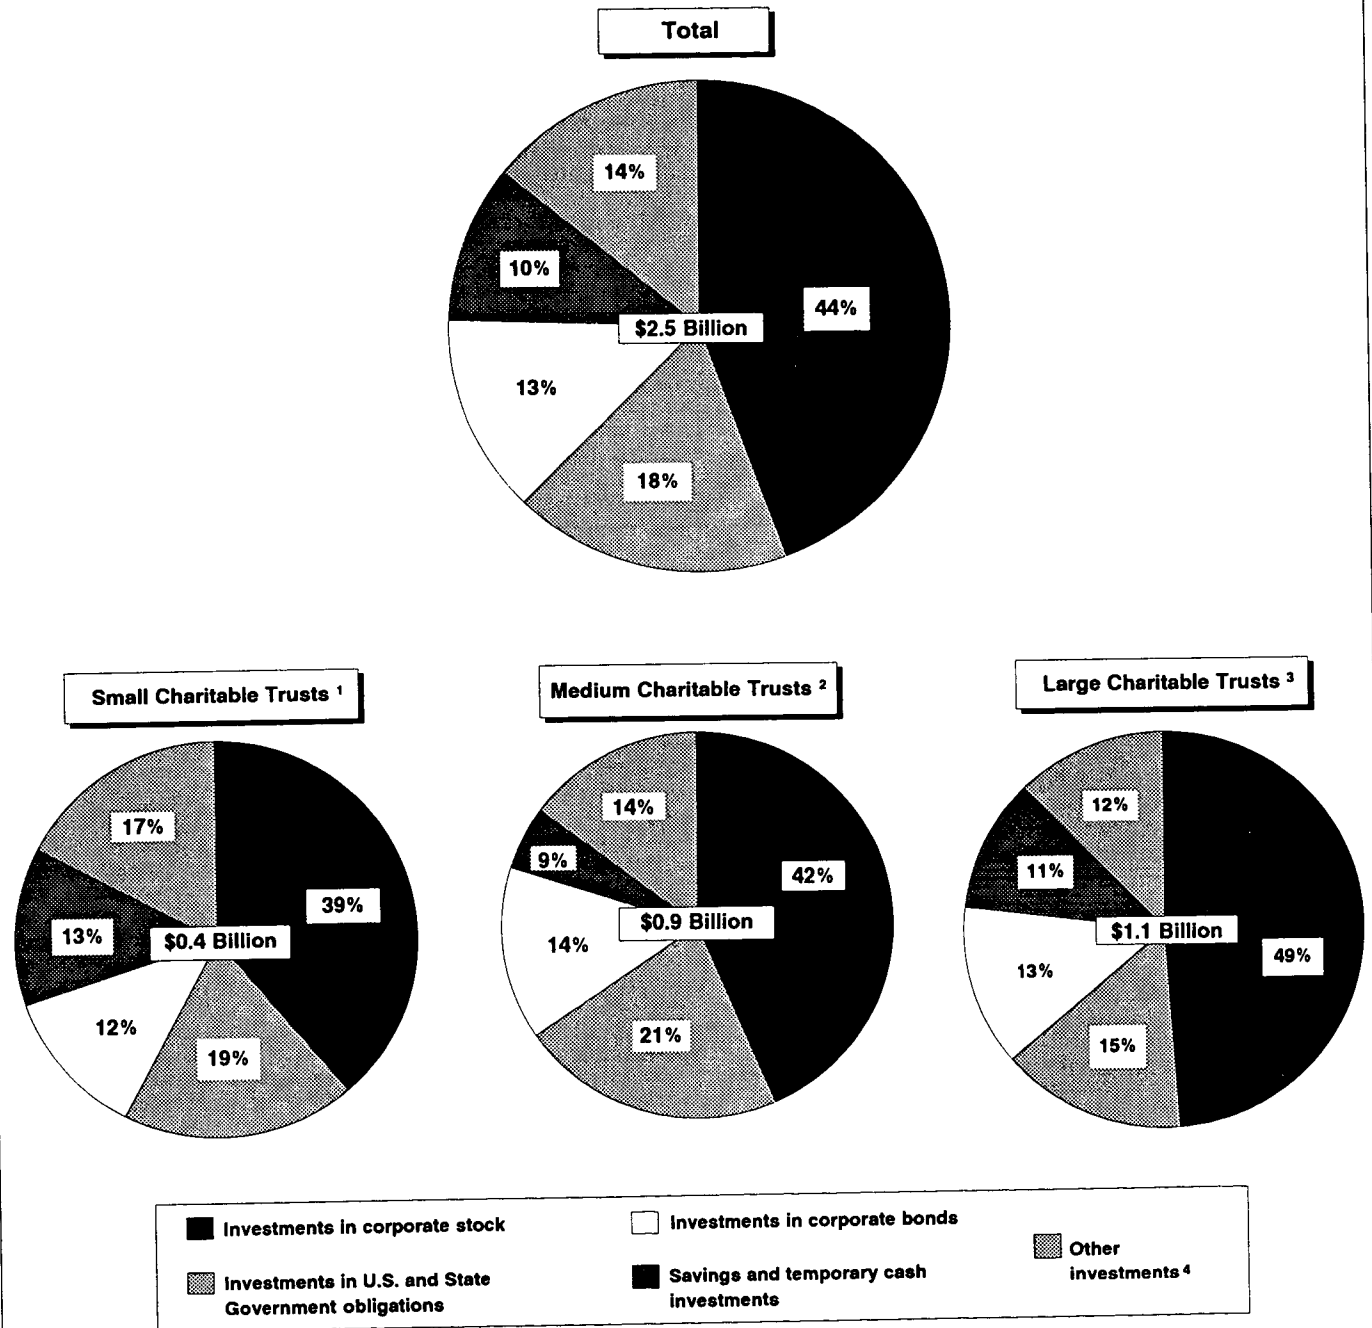 Total
14%
10%
44%
$2.5 Billion
13%
18%
Small Charitable Trusts 1
Medium Charitable Trusts 2
Large Charitable Trusts 3
17%
39%
13%
$0.4 Billion
12%
19%
14%
9%
42%
$0.9 Billion
14%
21%
12%
11%
$1.1 Billion
49%
13%
15%
Investments in corporate stock
Investments in U.S. and State
Government obligations
Investments in corporate bonds
Savings and temporary cash
investments
Other
investments 4